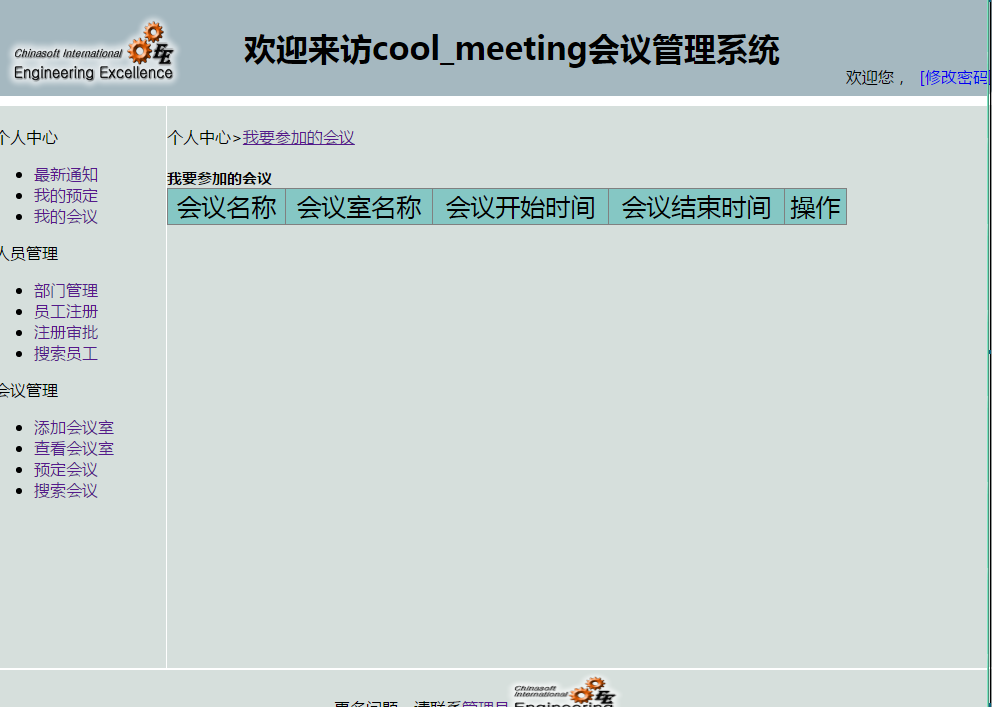 Chinasoft International
Engineering Excellence
欢迎来访cool_meeting会议管理系统
欢迎您， [修改密码]
个人中心
最新通知
我的预定
我的会议
人员管理
部门管理
员工注册
注册审批
搜索员工
会议管理
添加会议室
查看会议室
预定会议
搜索会议
个人中心>我要参加的会议
我要参加的会议
会议名称 会议室名称 会议开始时间 会议结束时间 操作
更多问题，请联系管理员
Chinasoft
International
Engineering